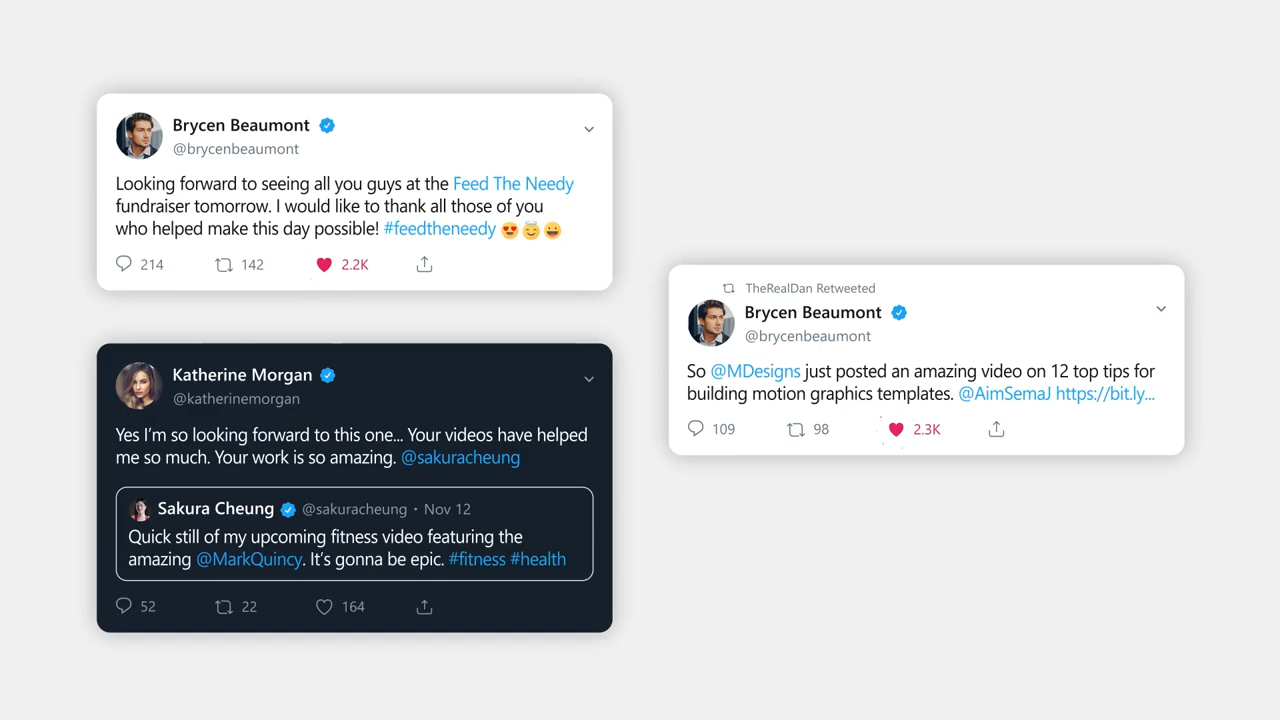 Brycen Beaumont
@brycenbeaumont
Looking forward to seeing all you guys at the Feed The Needy
fundraiser tomorrow. I would like to thank all those of you
who helped make this day possible! #feedtheneedy 😍😇😀
214 142 2.2K
Katherine Morgan
@katherinemorgan
Yes I’m so looking forward to this one... Your videos have helped
me so much. Your work is so amazing. @sakuracheung
Sakura Cheung @sakuracheung · Nov 12
Quick still of my upcoming fitness video featuring the
amazing @MarkQuincy. It’s gonna be epic. #fitness #health
52 22 164
TheRealDan Retweeted
Brycen Beaumont
@brycenbeaumont
So @MDesigns just posted an amazing video on 12 top tips for
building motion graphics templates. @AimSemaJ https://bit.ly...
109 98 2.3K